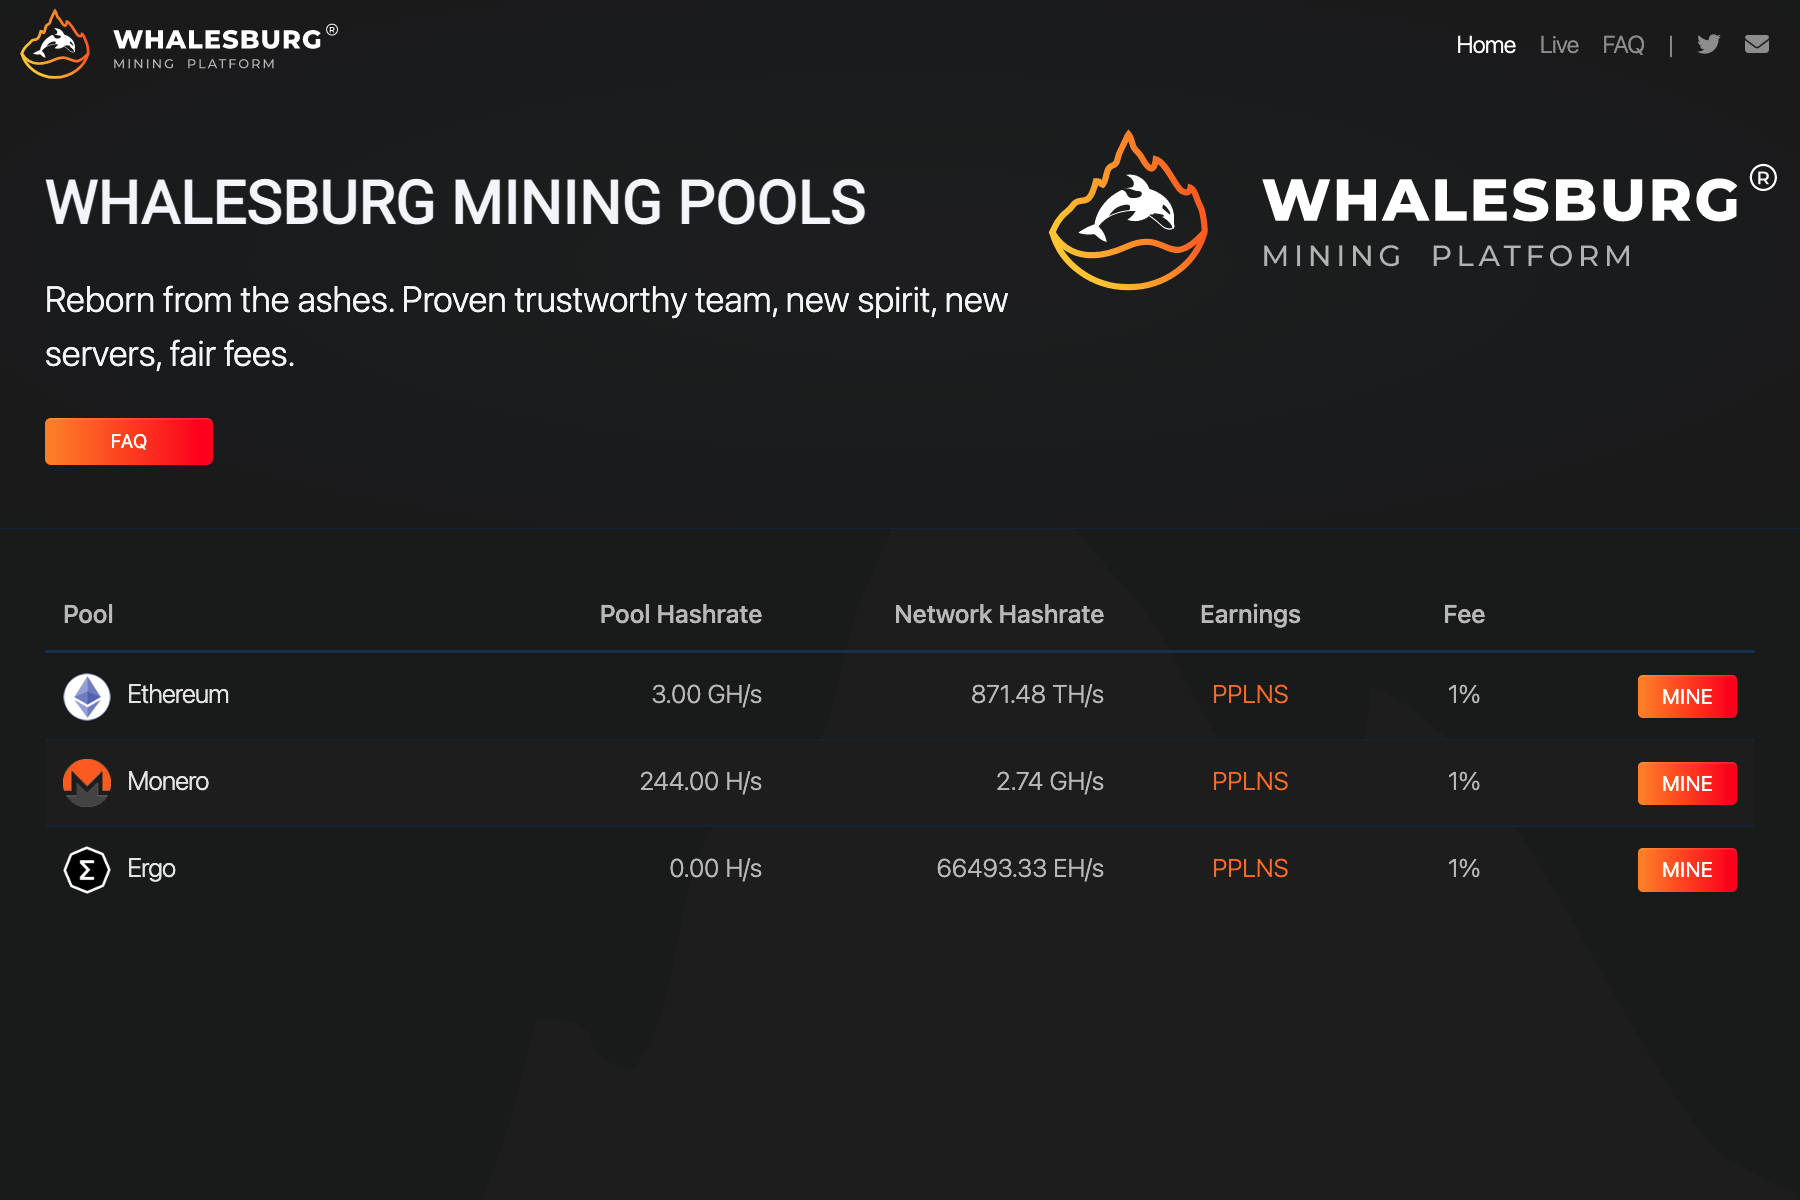 WHALESBURG ®
MINING PLATFORM
Home Live FAQ |
WHALESBURG MINING POOLS
WHALESBURG ®
MINING PLATFORM
Reborn from the ashes. Proven trustworthy team, new spirit, new
servers, fair fees.
FAQ
Pool Pool Hashrate Network Hashrate Earnings Fee
Ethereum 3.00 GH/s 871.48 TH/s PPLNS 1% MINE
Monero 244.00 H/s 2.74 GH/s PPLNS 1% MINE
Σ Ergo 0.00 H/s 66493.33 EH/s PPLNS 1% MINE